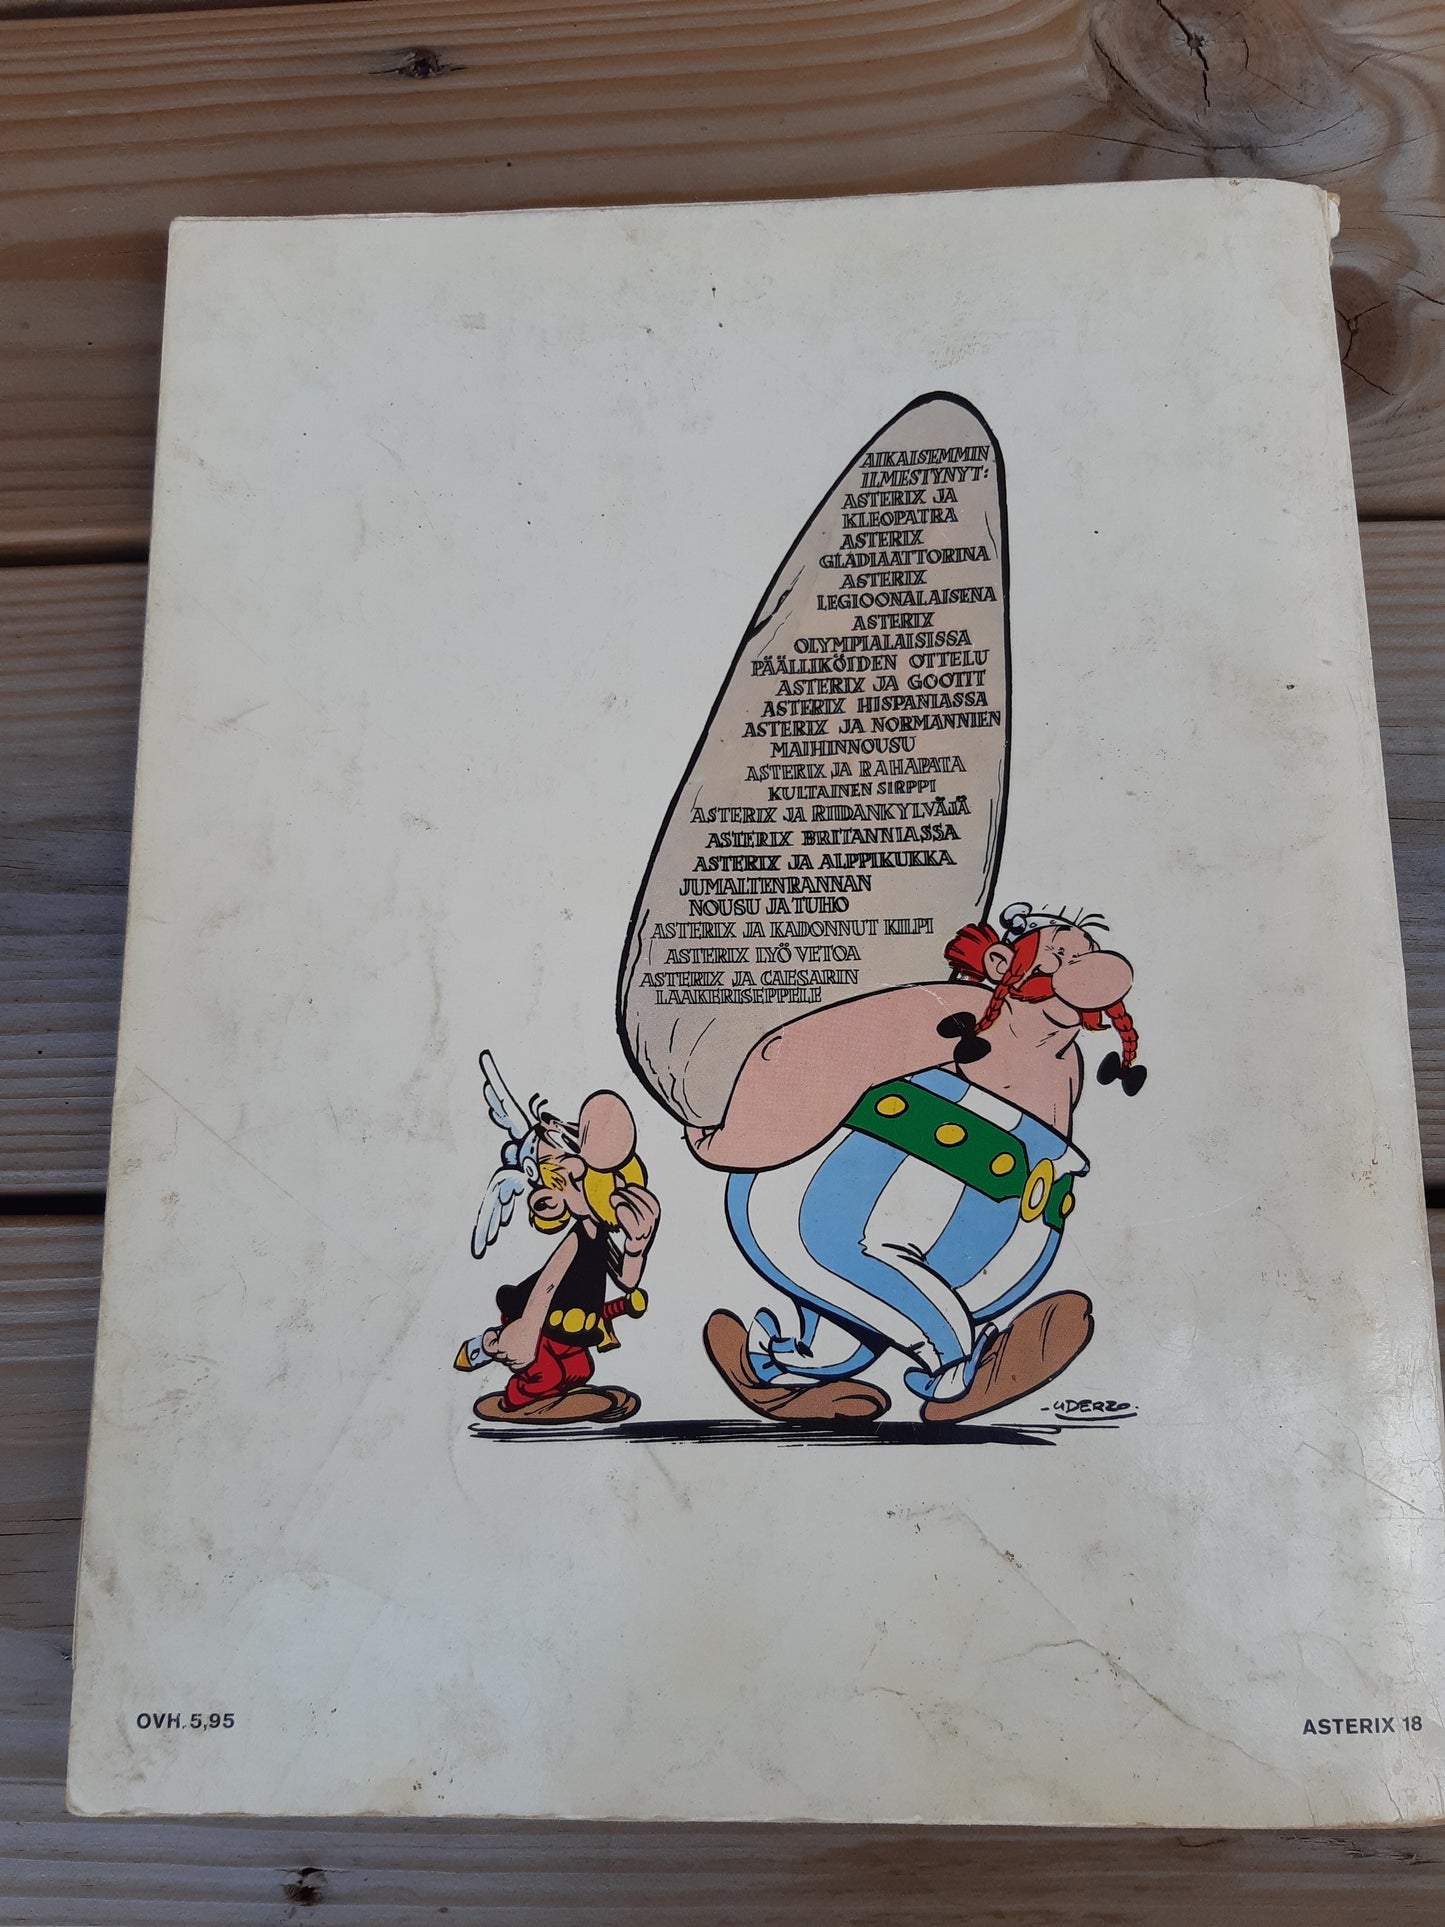 AIKAISEMMIN
ILMESTYNYT:
ASTERIX JA
KLEOPATRA
ASTERIX
GLADIAATTORINA
ASTERIX
LEGIOONALAISENA
ASTERIX
OLYMPIALAISISSA
PÄÄLLIKÖIDEN OTTELU
ASTERIX JA GOOTIT
ASTERIX HISPANIASSA
ASTERIX JA NORMANNIEN
MAIHINNOUSU
ASTERIX JA RAHAPATA
KULTAINEN SIRPPI
ASTERIX JA RIIDANKYLVÄJÄ
ASTERIX BRITANNIASSA
ASTERIX JA ALPPIKUKKA
JUMALTENRANNAN
NOUSU JA TUHO
ASTERIX JA KADONNUT KILPI
ASTERIX LYÖ VETOA
ASTERIX JA CAESARIN
LAAKERISEPPELE
-UDERZO-
OVH. 5,95
ASTERIX 18